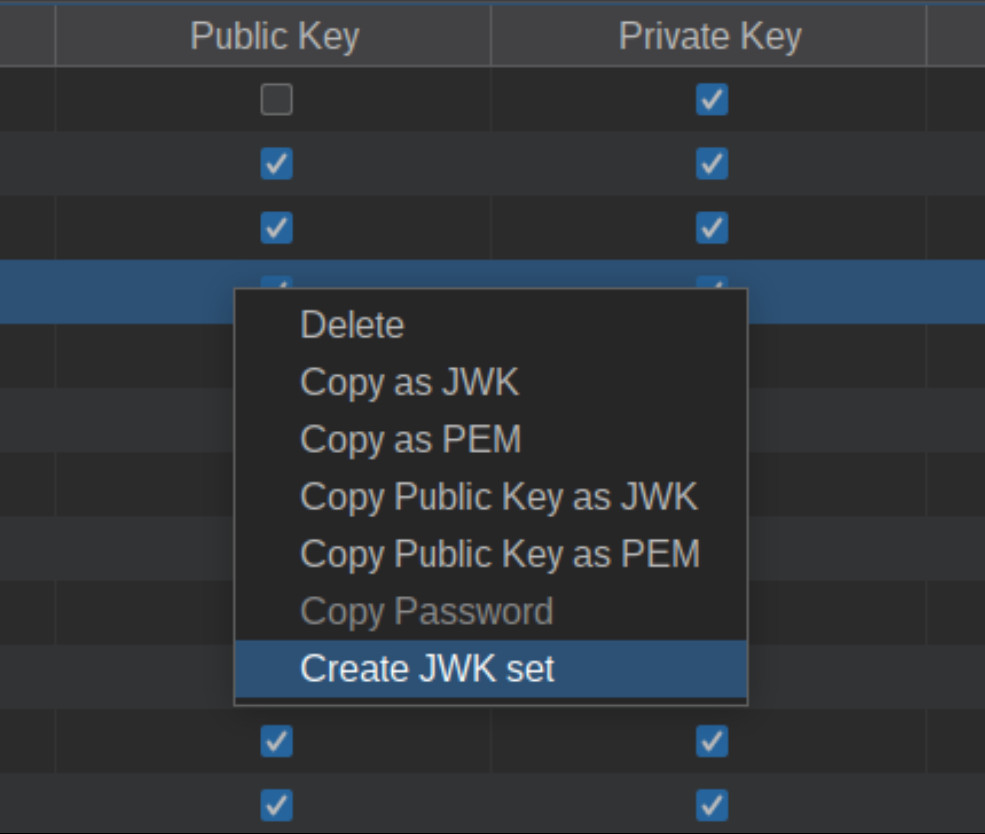 Public Key Private Key
Delete
Copy as JWK
Copy as PEM
Copy Public Key as JWK
Copy Public Key as PEM
Copy Password
Create JWK set